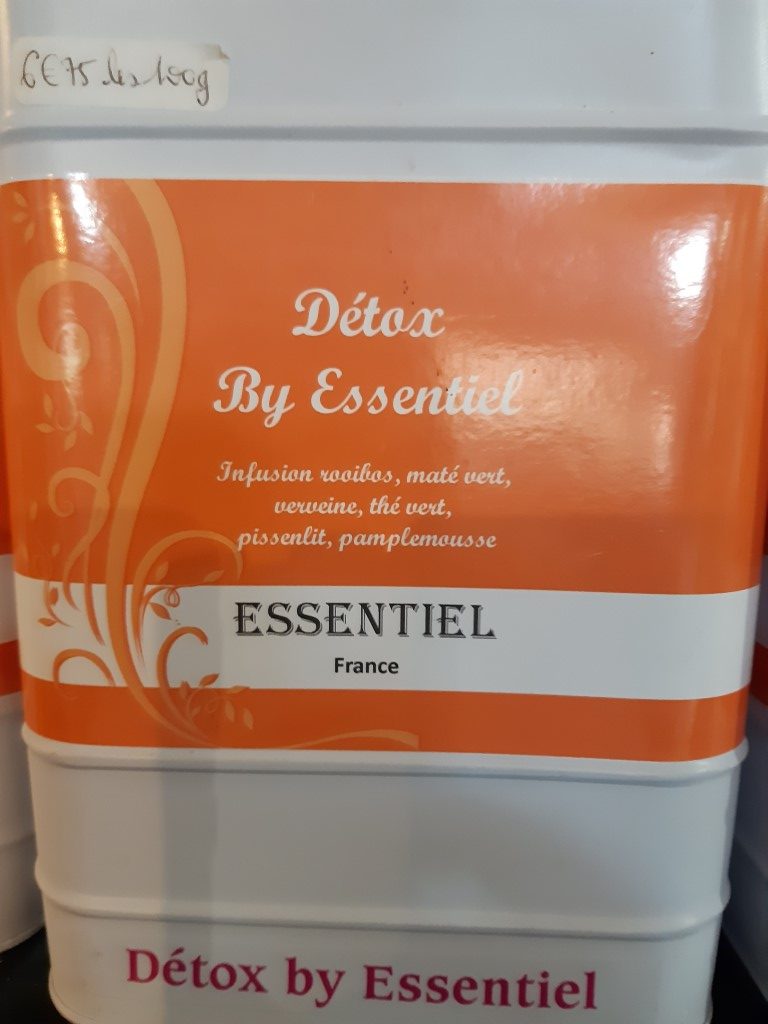 6€75 les 100g
Détox
By Essentiel
Infusion rooibos, maté vert,
verveine, thé vert,
pissenlit, pamplemousse
ESSENTIEL
France
Détox by Essentiel